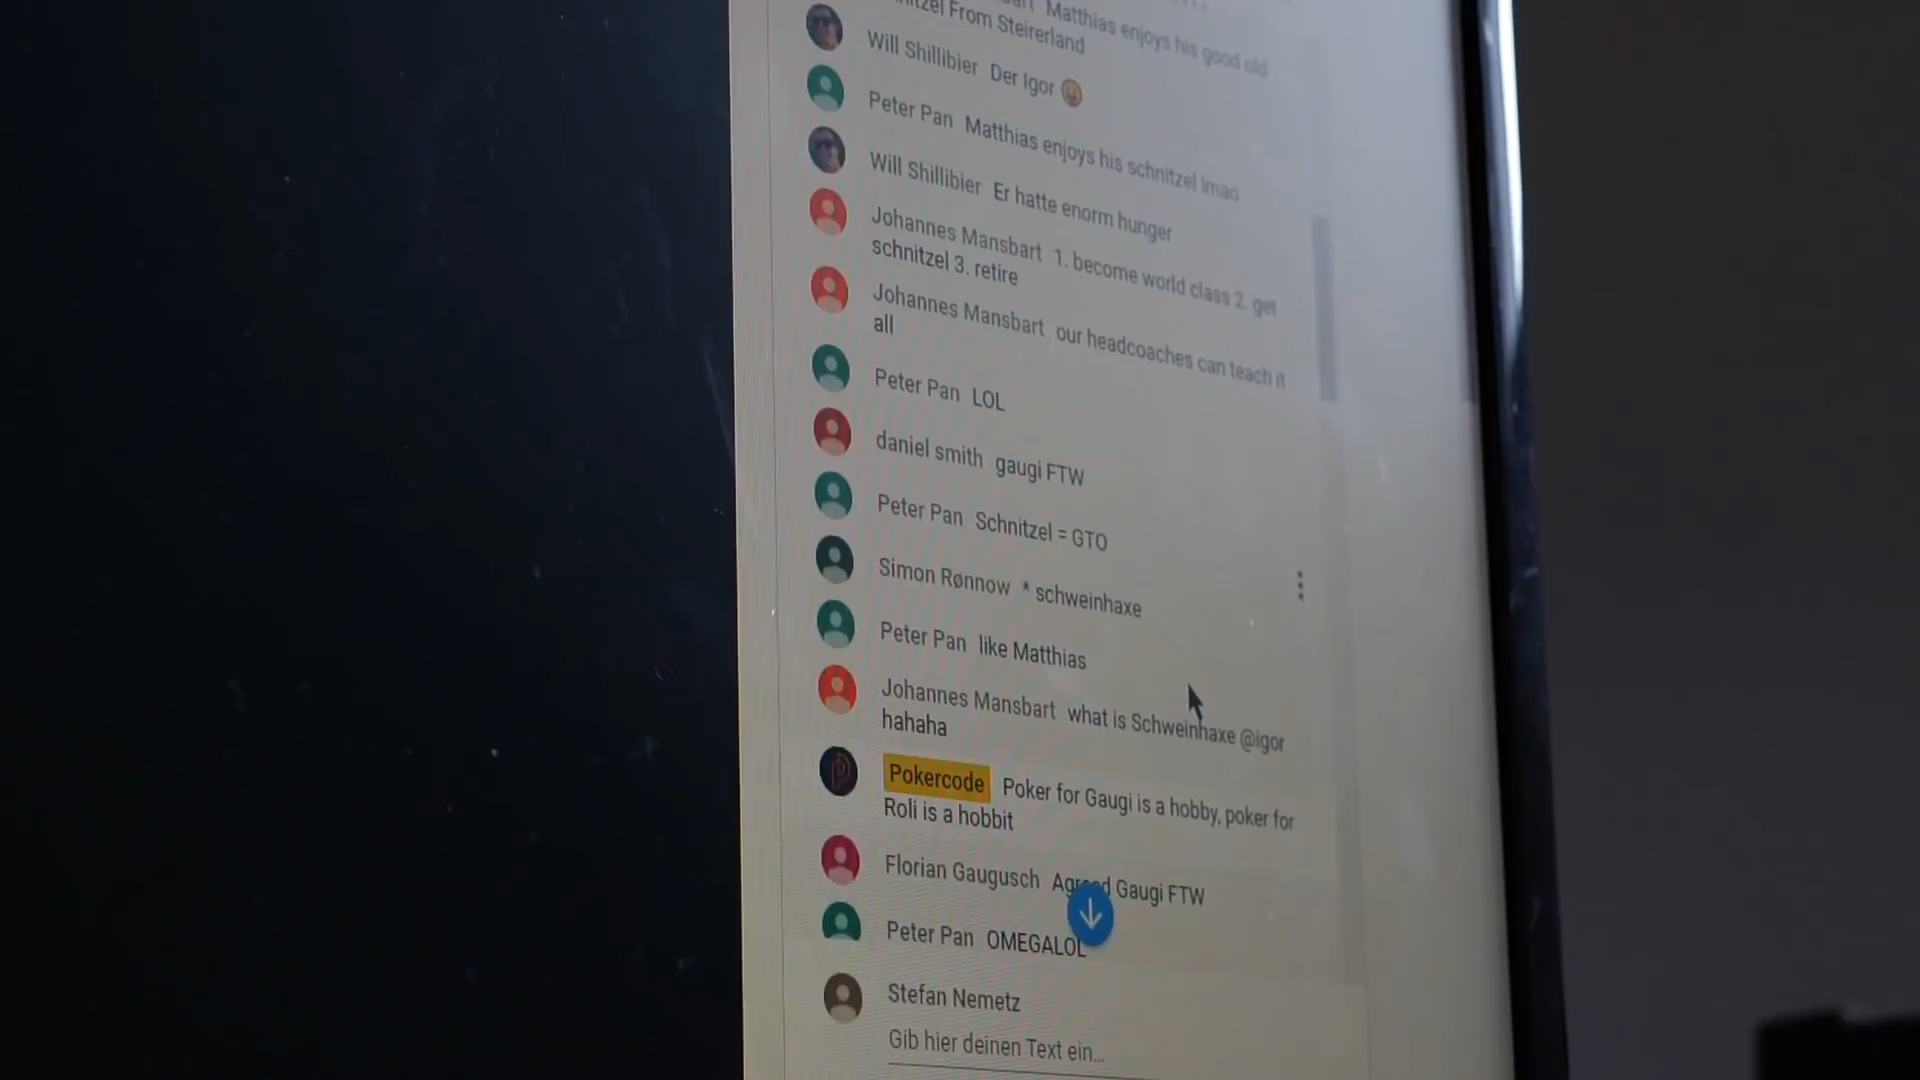 Matthias enjoys his good old
From Steirerland
Will Shillibier Der Igor
Peter Pan Matthias enjoys his schnitzel lmao
Will Shillibier Er hatte enorm hunger
Johannes Mansbart 1. become world class 2. get
schnitzel 3. retire
Johannes Mansbart our headcoaches can teach it
all
Peter Pan LOL
daniel smith gaugi FTW
Peter Pan Schnitzel = GTO
Simon Rønnow * schweinhaxe
Peter Pan like Matthias
Johannes Mansbart what is Schweinhaxe @igor
hahaha
Pokercode Poker for Gaugi is a hobby, poker for
Roli is a hobbit
Florian Gaugusch Agreed Gaugi FTW
Peter Pan OMEGALOL
Stefan Nemetz
Gib hier deinen Text ein...